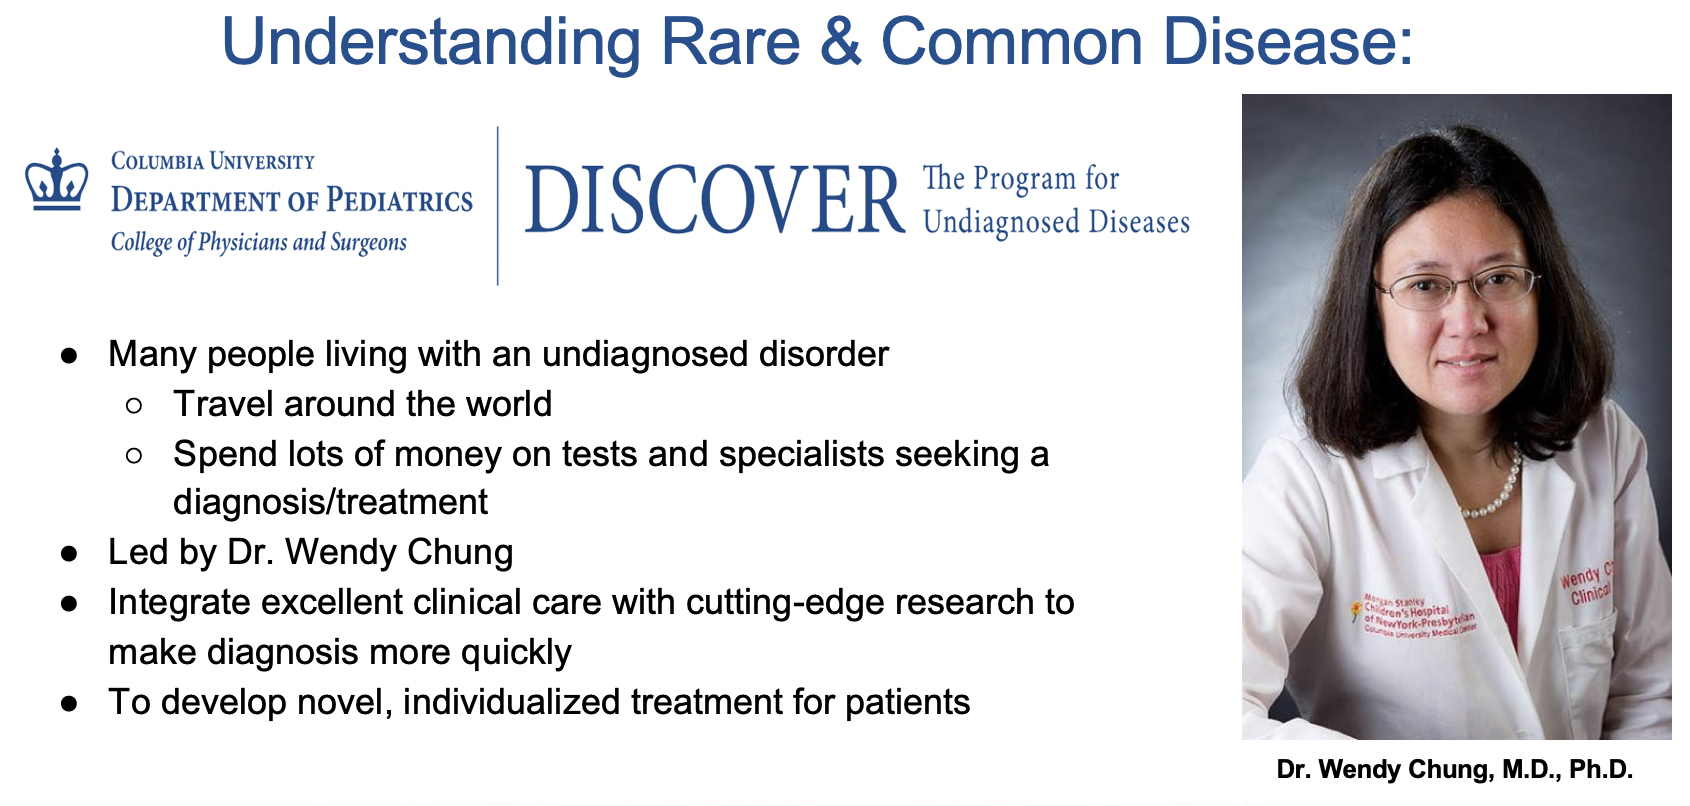 Understanding Rare & Common Disease:
COLUMBIA UNIVERSITY
DEPARTMENT OF PEDIATRICS
College of Physicians and Surgeons
DISCOVER
The Program for
Undiagnosed Diseases
● Many people living with an undiagnosed disorder
○ Travel around the world
○ Spend lots of money on tests and specialists seeking a
diagnosis/treatment
● Led by Dr. Wendy Chung
● Integrate excellent clinical care with cutting-edge research to
make diagnosis more quickly
● To develop novel, individualized treatment for patients
Wendy C
Clinical
Morgan Stanley
Children's Hospital
of NewYork-Presbyterian
Columbia University Medical Center
Dr. Wendy Chung, M.D., Ph.D.